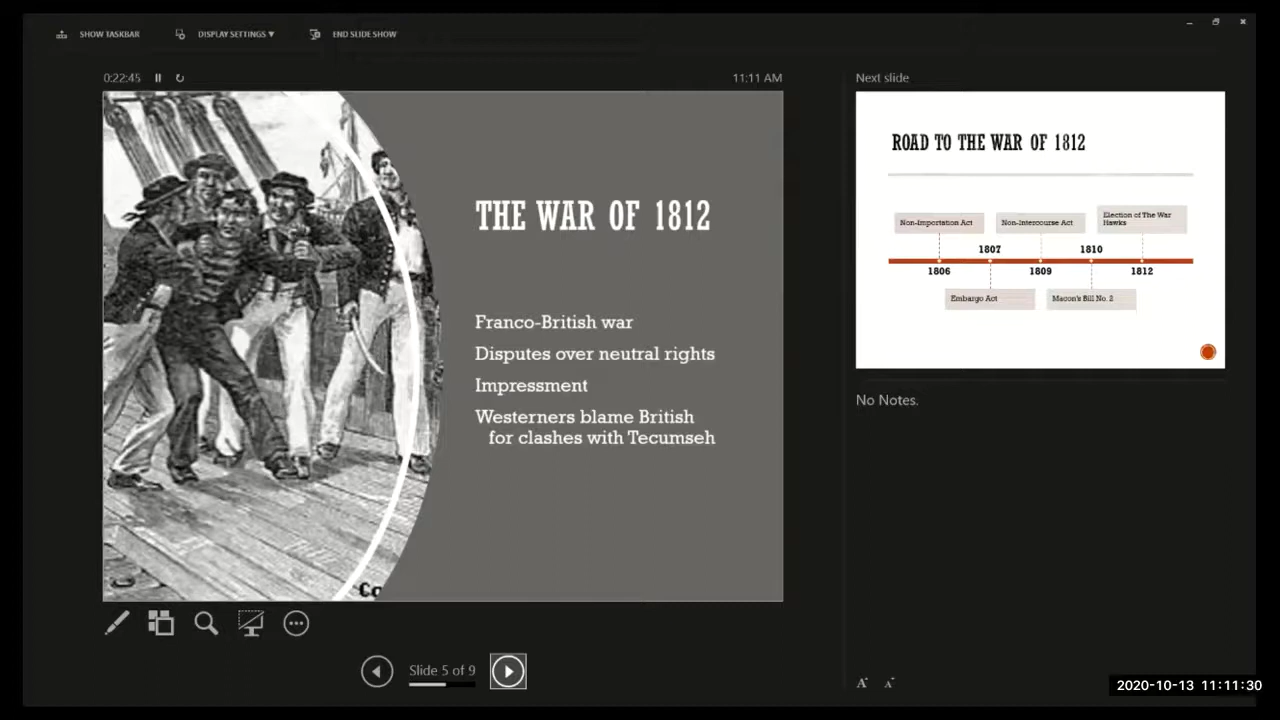 SHOW TASKBAR
DISPLAY SETTINGS ▼
END SLIDE SHOW
0:22:45
11:11 AM
THE WAR OF 1812
Franco-British war
Disputes over neutral rights
Impressment
Westerners blame British
for clashes with Tecumseh
Co
Slide 5 of 9
Next slide
ROAD TO THE WAR OF 1812
Non-Importation Act
Non-Intercourse Act
Election of The War
Hawks
1807
1810
1806
1809
1812
Embargo Act
Macon's Bill No. 2
No Notes.
A A
2020-10-13 11:11:30